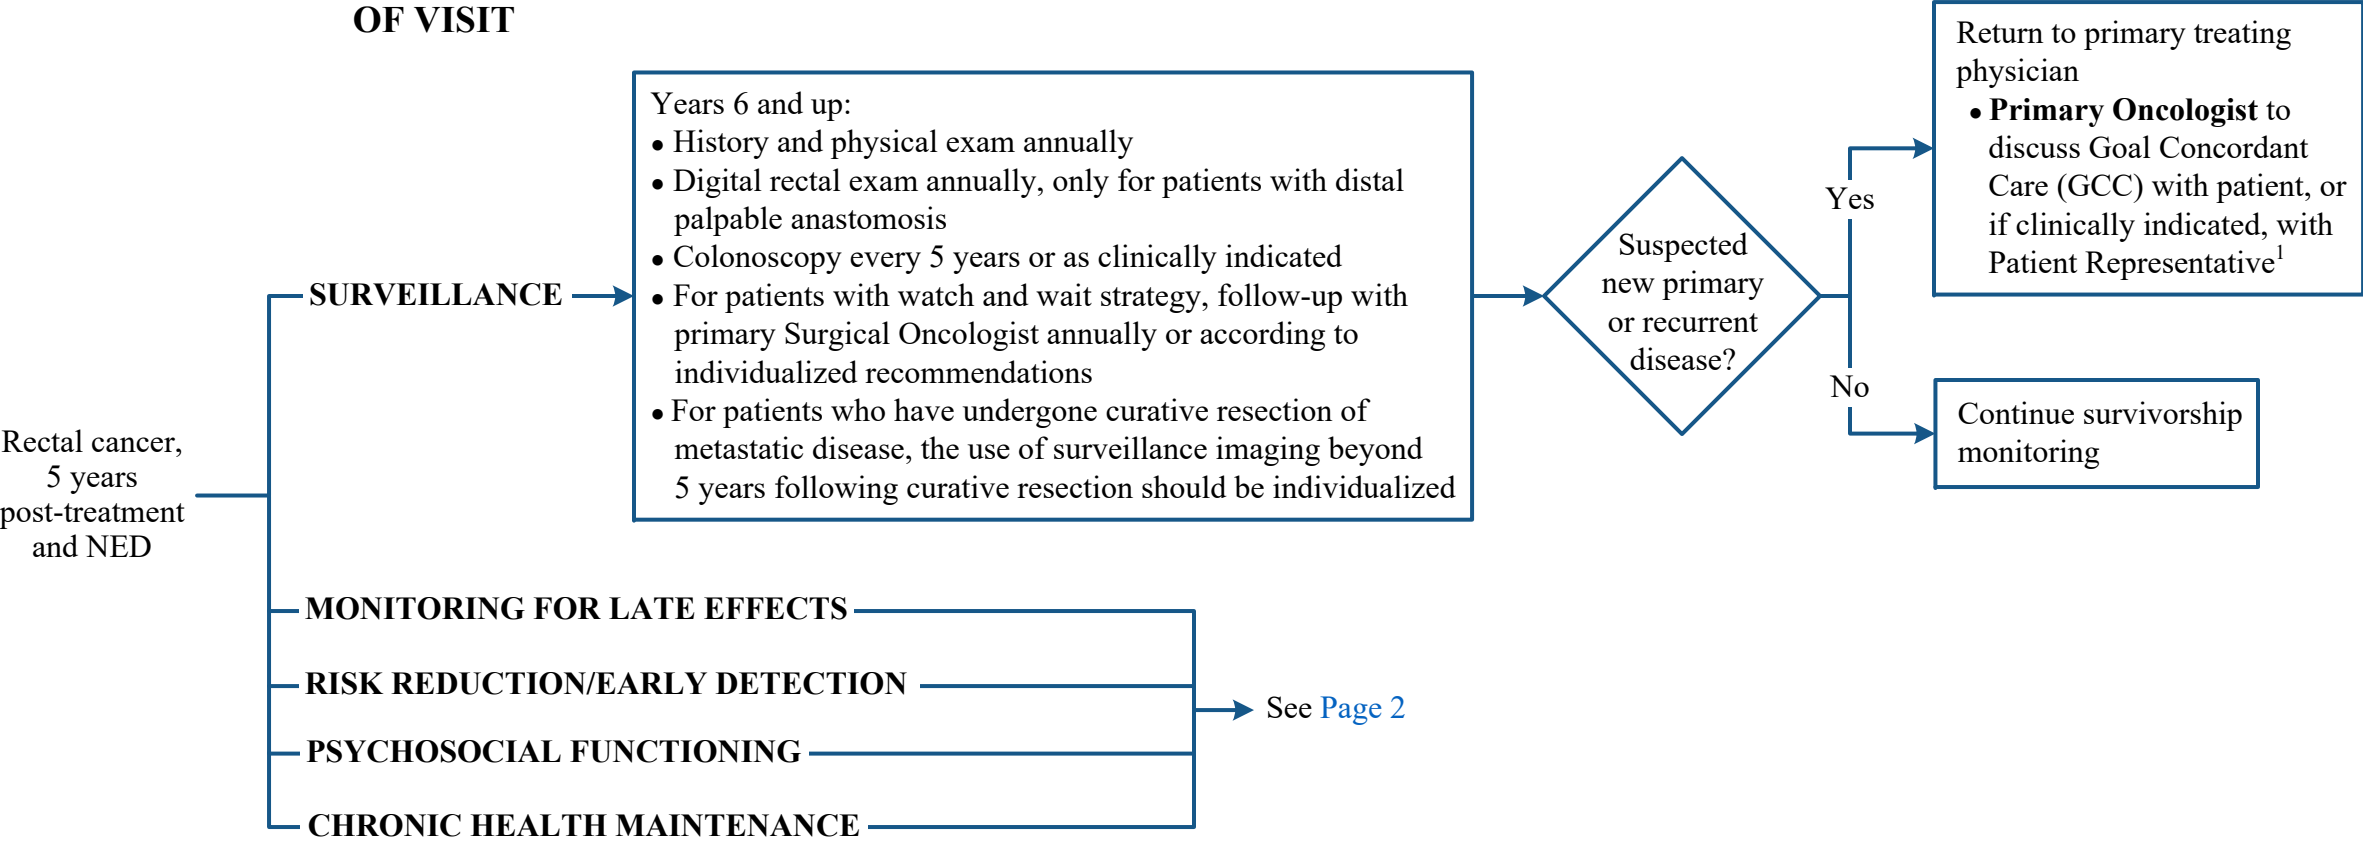 OF VISIT
Rectal cancer,
5 years
post-treatment
and NED
SURVEILLANCE
Years 6 and up:
● History and physical exam annually
● Digital rectal exam annually, only for patients with distal
palpable anastomosis
● Colonoscopy every 5 years or as clinically indicated
● For patients with watch and wait strategy, follow-up with
primary Surgical Oncologist annually or according to
individualized recommendations
● For patients who have undergone curative resection of
metastatic disease, the use of surveillance imaging beyond
5 years following curative resection should be individualized
Suspected
new primary
or recurrent
disease?
Yes
Return to primary treating
physician
● Primary Oncologist to
discuss Goal Concordant
Care (GCC) with patient, or
if clinically indicated, with
Patient Representative¹
No
Continue survivorship
monitoring
MONITORING FOR LATE EFFECTS
RISK REDUCTION/EARLY DETECTION
PSYCHOSOCIAL FUNCTIONING
CHRONIC HEALTH MAINTENANCE
See Page 2